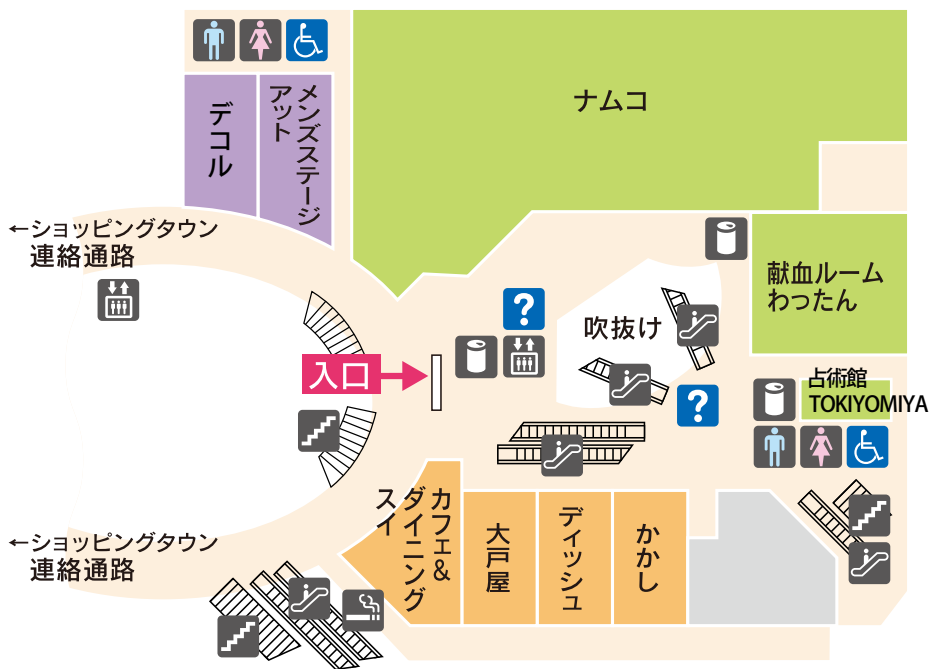 ナムコ
デコル
メンズステージ
アット
←ショッピングタウン
連絡通路
献血ルーム
わったん
?
吹抜け
入口
占術館
TOKIYOMIYA
?
カフェ&
ダイニング
スイ
大戸屋
ディッシュ
かかし
←ショッピングタウン
連絡通路